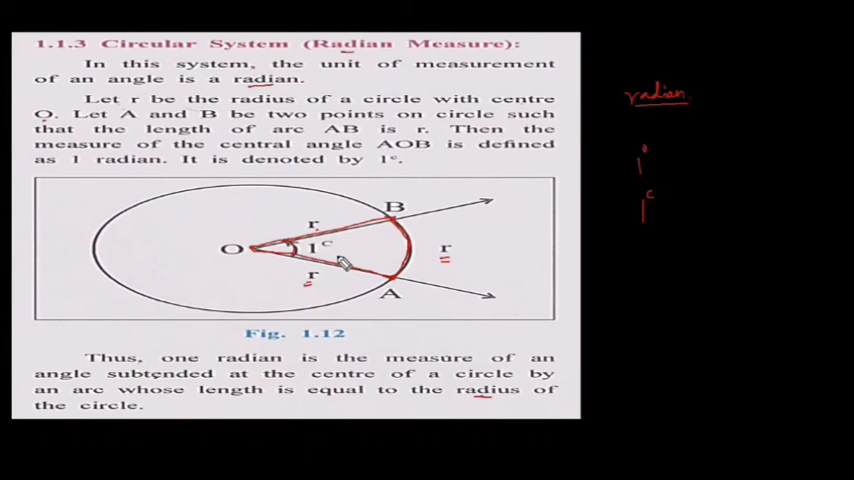 1.1.3 Circular System (Radian Measure):
In this system, the unit of measurement
of an angle is a radian.
Let r be the radius of a circle with centre
O. Let A and B be two points on circle such
that the length of arc AB is r. Then the
measure of the central angle AOB is defined
as 1 radian. It is denoted by 1ᶜ.
B
r
O
1ᶜ
r
r
A
Fig. 1.12
Thus, one radian is the measure of an
angle subtended at the centre of a circle by
an arc whose length is equal to the radius of
the circle.
radian
1°
1ᶜ